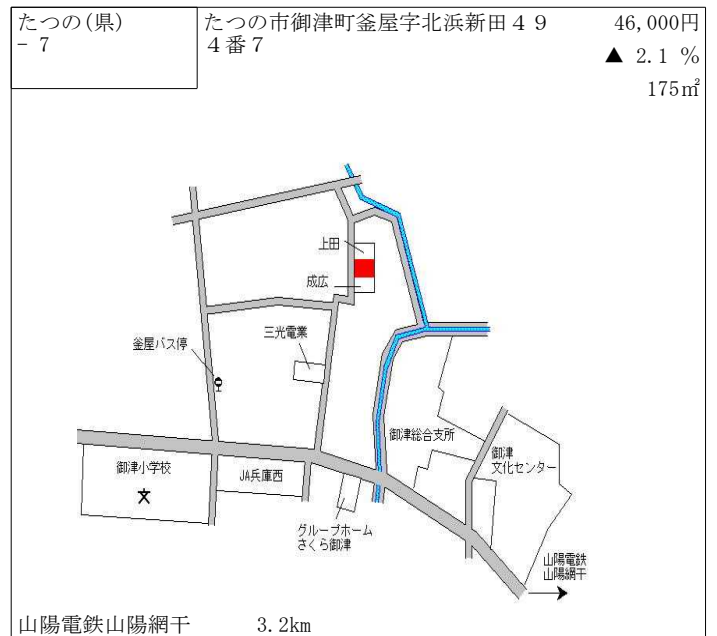 たつの(県)
－７
たつの市御津町釜屋字北浜新田４９
４番７
46,000円
▲ 2.1 %
175㎡
上田
成広
三光電業
釜屋バス停
御津総合支所
御津
文化センター
御津小学校
文
JA兵庫西
グループホーム
さくら御津
山陽電鉄
山陽網干
山陽電鉄山陽網干 3.2km